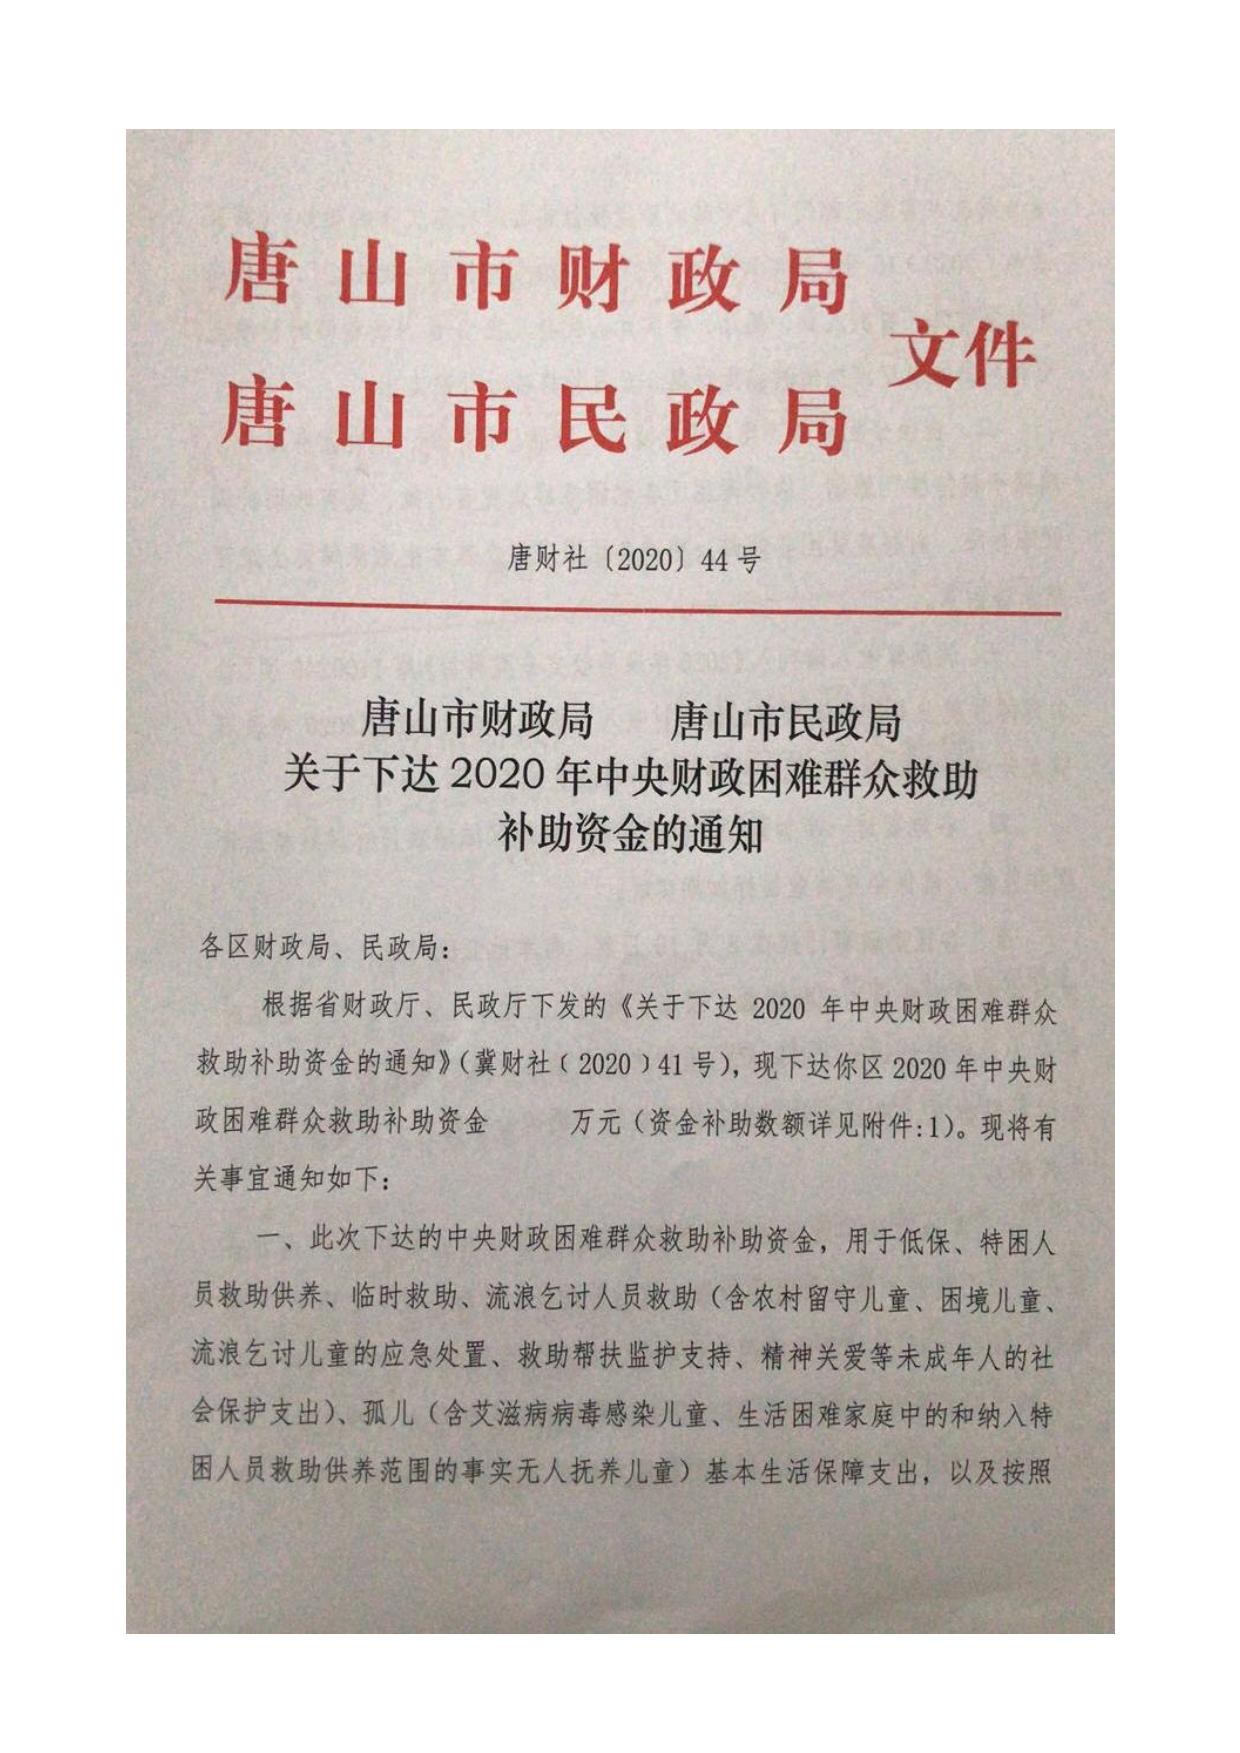 唐山市财政局
文件
唐山市民政局
唐财社〔2020〕44号
唐山市财政局 唐山市民政局
关于下达2020年中央财政困难群众救助
补助资金的通知
各区财政局、民政局：
根据省财政厅、民政厅下发的《关于下达 2020 年中央财政困难群众
救助补助资金的通知》（冀财社〔2020〕41号），现下达你区2020年中央财
政困难群众救助补助资金 万元（资金补助数额详见附件:1）。现将有
关事宜通知如下：
一、此次下达的中央财政困难群众救助补助资金，用于低保、特困人
员救助供养、临时救助、流浪乞讨人员救助（含农村留守儿童、困境儿童、
流浪乞讨儿童的应急处置、救助帮扶监护支持、精神关爱等未成年人的社
会保护支出）、孤儿（含艾滋病病毒感染儿童、生活困难家庭中的和纳入特
困人员救助供养范围的事实无人抚养儿童）基本生活保障支出，以及按照